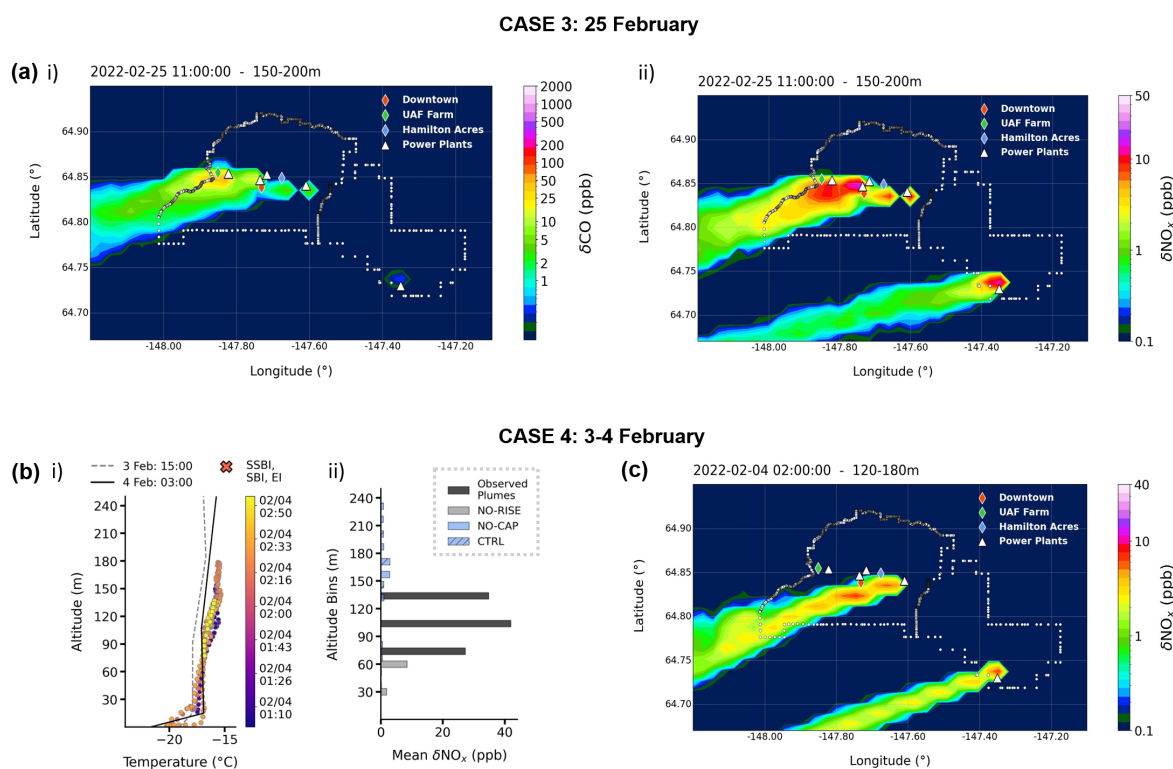 CASE 3: 25 February
(a) i)
2022-02-25 11:00:00 - 150-200m
Downtown
UAF Farm
Hamilton Acres
Power Plants
64.90
64.85
64.80
64.75
64.70
Latitude (°)
-148.00
-147.80
-147.60
-147.40
-147.20
Longitude (°)
2000
1000
500
200
100
50
25
10
5
2
1
δCO (ppb)
ii)
2022-02-25 11:00:00 - 150-200m
Downtown
UAF Farm
Hamilton Acres
Power Plants
64.90
64.85
64.80
64.75
64.70
Latitude (°)
-148.00
-147.80
-147.60
-147.40
-147.20
Longitude (°)
50
10
1
0.1
δNOx (ppb)
CASE 4: 3-4 February
(b) i)
3 Feb: 15:00
4 Feb: 03:00
SSBI,
SBI, EI
240
210
180
150
120
90
60
30
Altitude (m)
−20
−15
Temperature (°C)
02/04
02:50
02/04
02:33
02/04
02:16
02/04
02:00
02/04
01:43
02/04
01:26
02/04
01:10
ii)
Observed
Plumes
NO-RISE
NO-CAP
CTRL
240
210
180
150
120
90
60
30
Altitude Bins (m)
0
20
40
Mean δNOx (ppb)
(c)
2022-02-04 02:00:00 - 120-180m
Downtown
UAF Farm
Hamilton Acres
Power Plants
64.90
64.85
64.80
64.75
64.70
Latitude (°)
-148.00
-147.80
-147.60
-147.40
-147.20
Longitude (°)
40
10
1
0.1
δNOx (ppb)